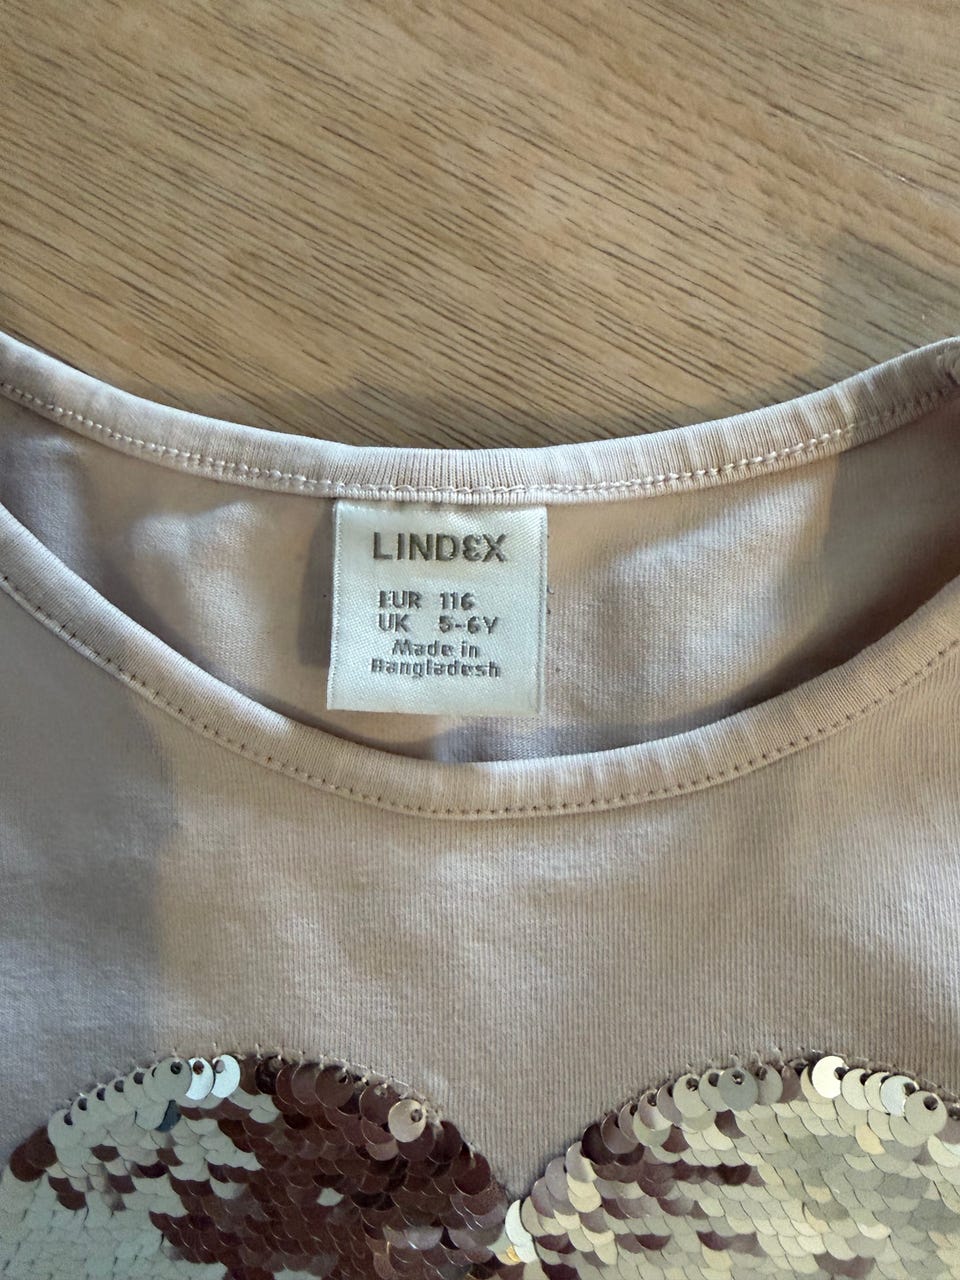 LINDEX
EUR 116
UK 5-6Y
Made in
Bangladesh